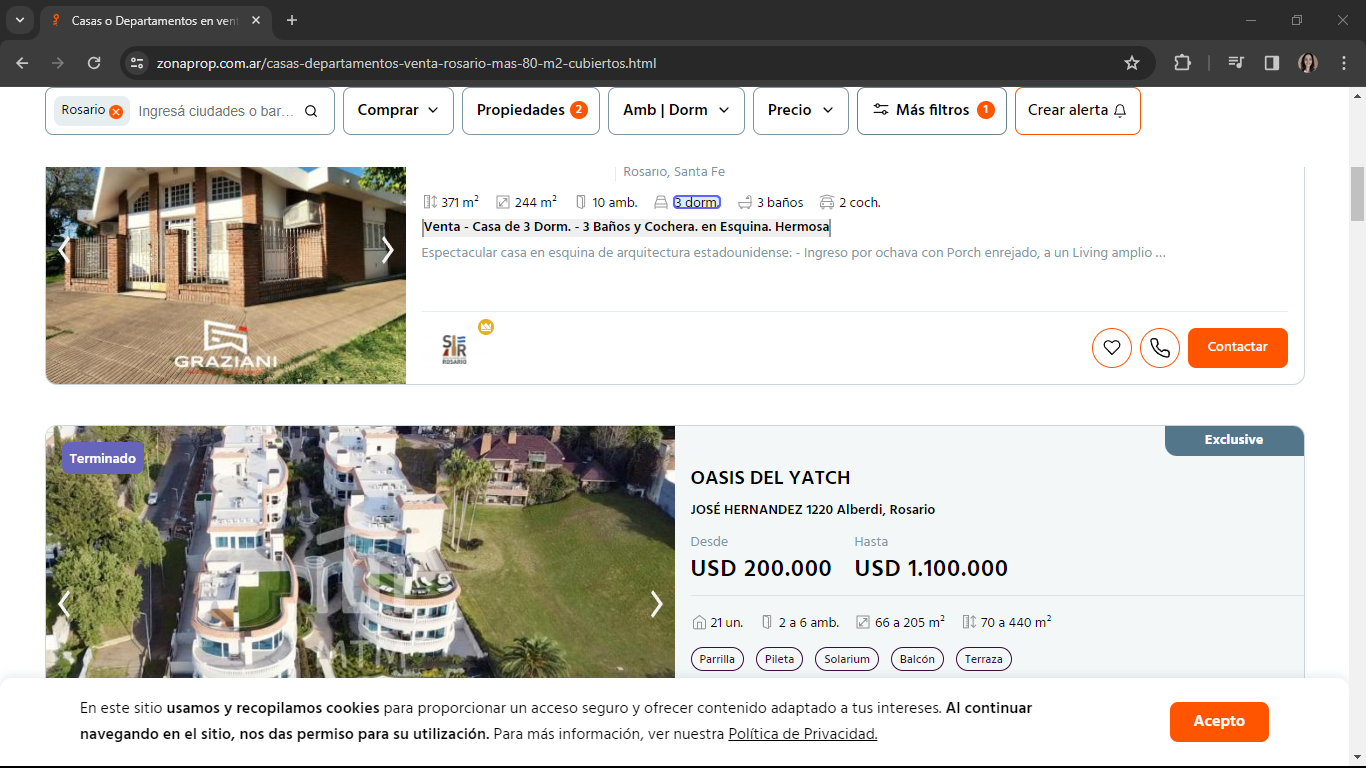 Casas o Departamentos en vent
zonaprop.com.ar/casas-departamentos-venta-rosario-mas-80-m2-cubiertos.html
Rosario Ingresá ciudades o bar… Comprar Propiedades 2 Amb | Dorm Precio Más filtros 1 Crear alerta
Rosario, Santa Fe
371 m² 244 m² 10 amb. 3 dorm. 3 baños 2 coch.
Venta - Casa de 3 Dorm. - 3 Baños y Cochera. en Esquina. Hermosa
Espectacular casa en esquina de arquitectura estadounidense: - Ingreso por ochava con Porch enrejado, a un Living amplio ...
GRAZIANI
ROSARIO
Contactar
Terminado
Exclusive
OASIS DEL YATCH
JOSÉ HERNANDEZ 1220 Alberdi, Rosario
Desde Hasta
USD 200.000 USD 1.100.000
21 un. 2 a 6 amb. 66 a 205 m² 70 a 440 m²
Parrilla Pileta Solarium Balcón Terraza
En este sitio usamos y recopilamos cookies para proporcionar un acceso seguro y ofrecer contenido adaptado a tus intereses. Al continuar
navegando en el sitio, nos das permiso para su utilización. Para más información, ver nuestra Política de Privacidad.
Acepto